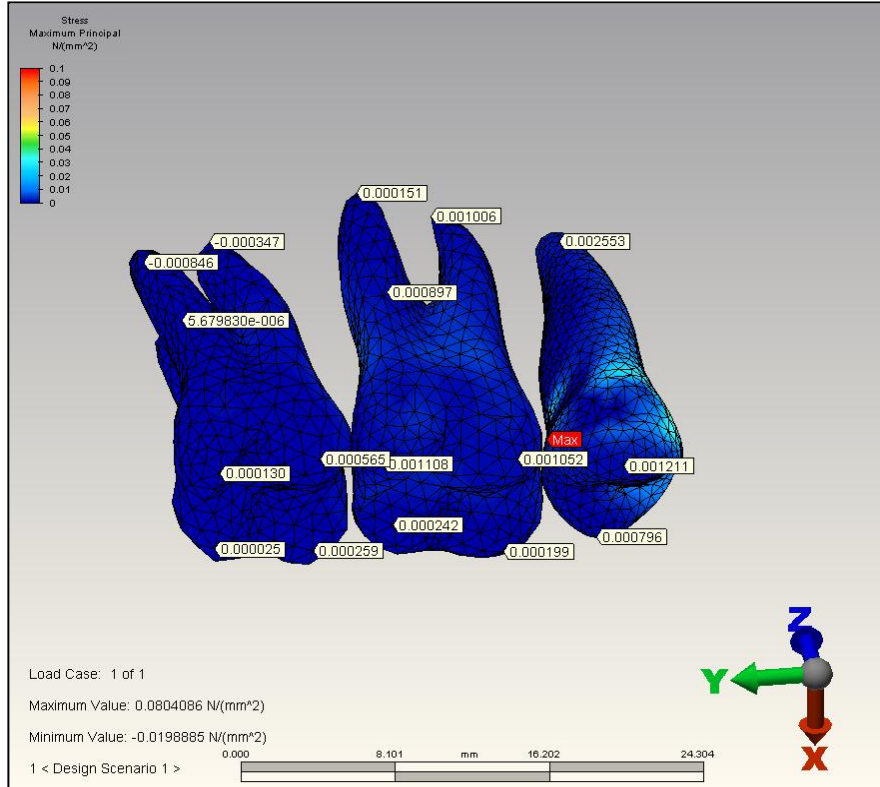 Stress
Maximum Principal
N/(mm^2)
0.1
0.09
0.08
0.07
0.06
0.05
0.04
0.03
0.02
0.01
0
0.000151
0.001006
-0.000347
0.002553
-0.000846
0.000897
5.679830e-006
Max
0.000565
0.001108
0.001052
0.001211
0.000130
0.000242
0.000796
0.000025
0.000259
0.000199
Z
Y
X
Load Case: 1 of 1
Maximum Value: 0.0804086 N/(mm^2)
Minimum Value: -0.0198885 N/(mm^2)
0.000 8.101 mm 16.202 24.304
1 < Design Scenario 1 >